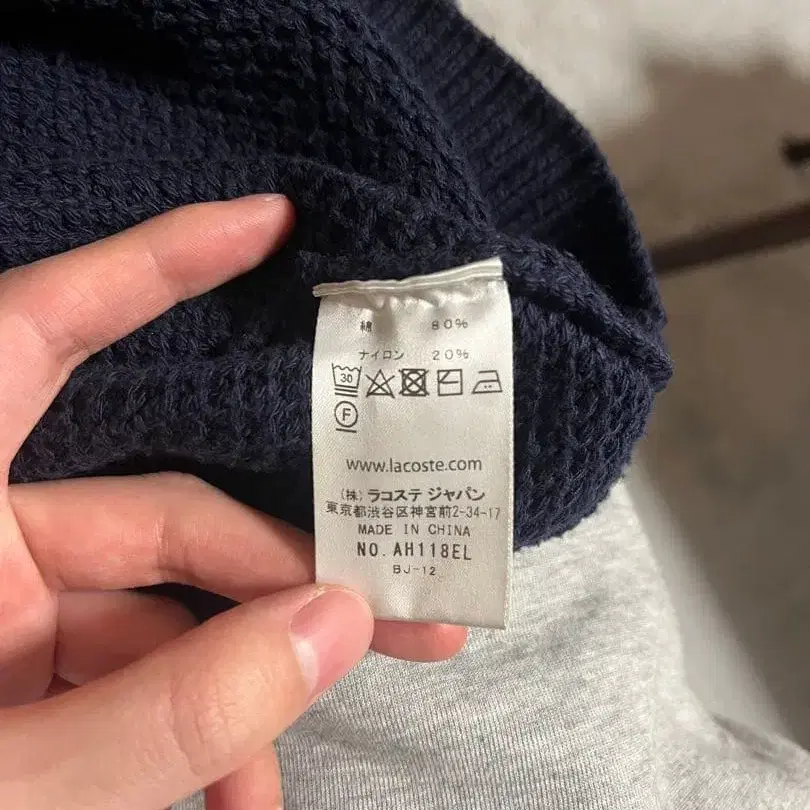 綿 80%
ナイロン 20%
30
F
www.lacoste.com
(株) ラコステ ジャパン
東京都渋谷区神宮前2-34-17
MADE IN CHINA
NO. AH118EL
BJ-12